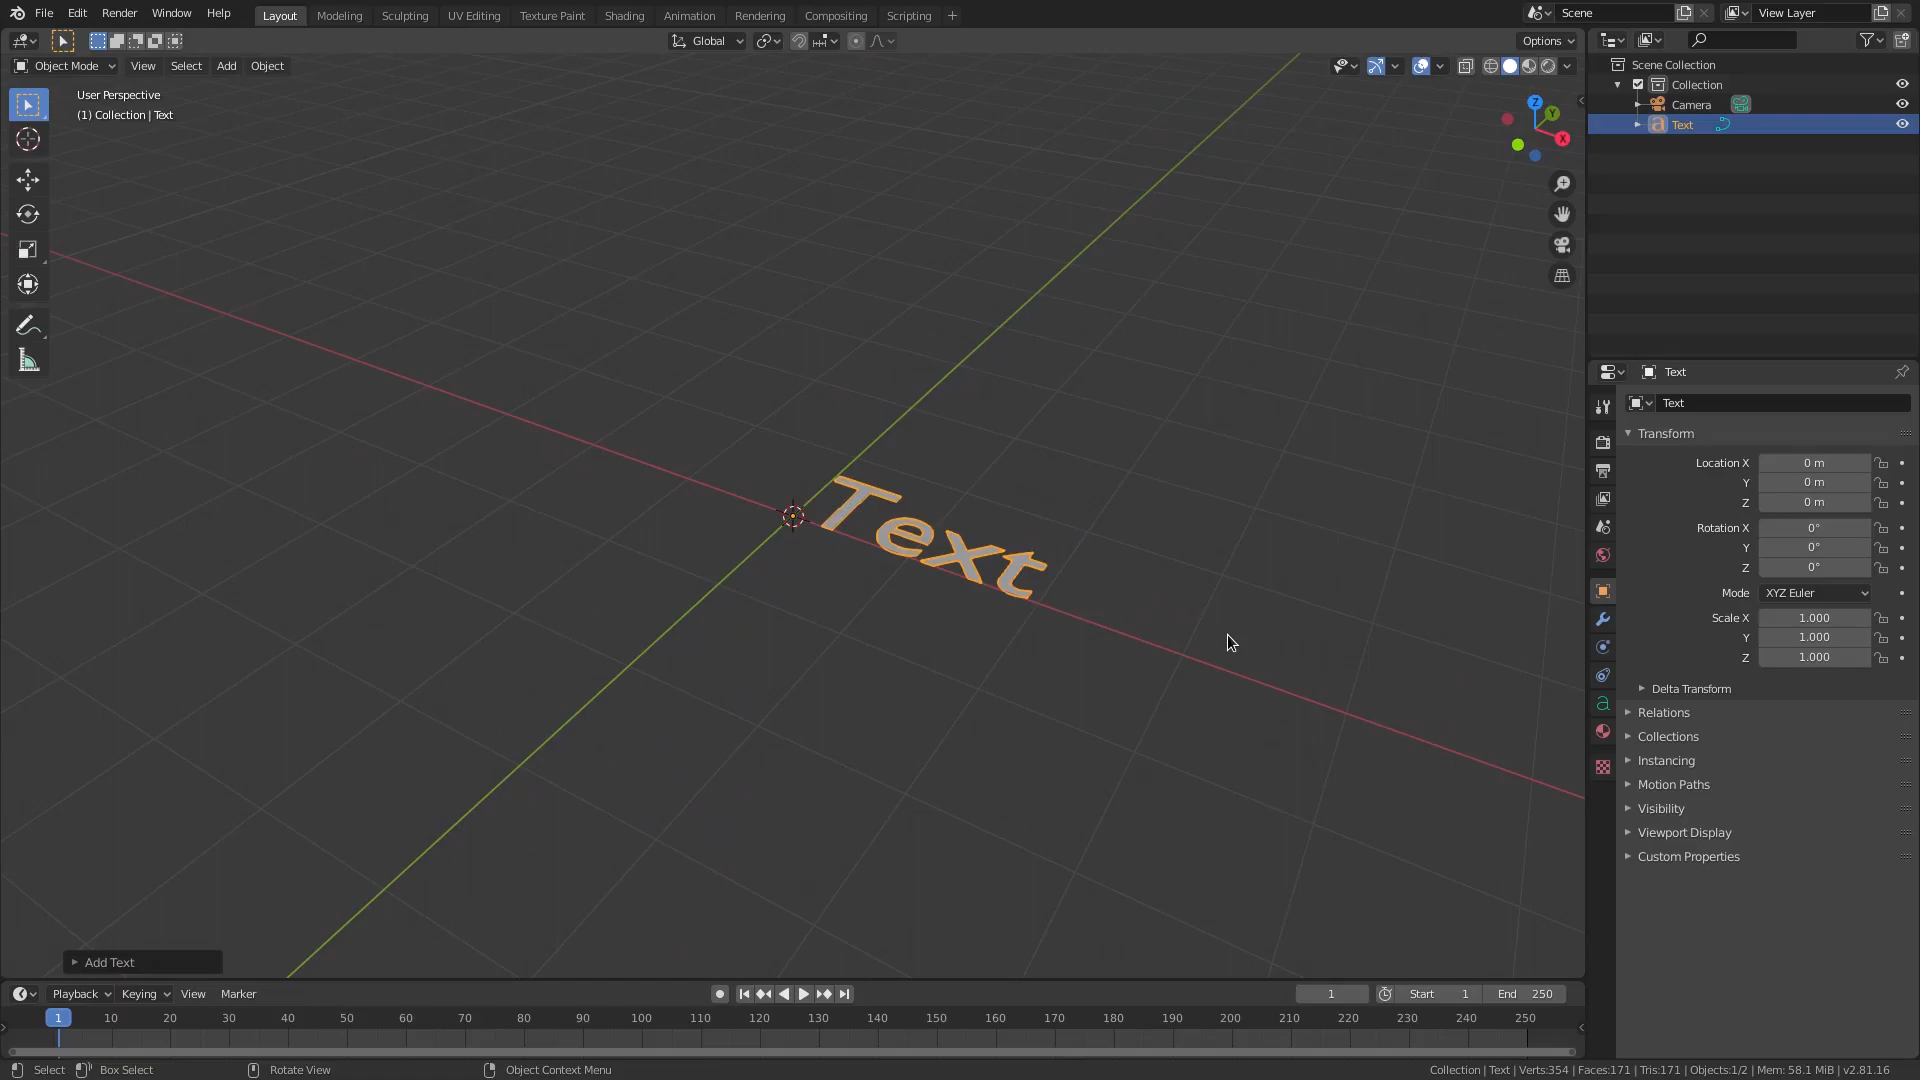 File Edit Render Window Help Layout Modeling Sculpting UV Editing Texture Paint Shading Animation Rendering Compositing Scripting + Scene View Layer
Global Options
Object Mode View Select Add Object
User Perspective
(1) Collection | Text
Z
Y
X
Text
Add Text
Scene Collection
Collection
Camera
Text
Text
Text
Transform
Location X 0 m
Y 0 m
Z 0 m
Rotation X 0°
Y 0°
Z 0°
Mode XYZ Euler
Scale X 1.000
Y 1.000
Z 1.000
Delta Transform
Relations
Collections
Instancing
Motion Paths
Visibility
Viewport Display
Custom Properties
Playback Keying View Marker 1 Start 1 End 250
1 10 20 30 40 50 60 70 80 90 100 110 120 130 140 150 160 170 180 190 200 210 220 230 240 250
Select Box Select Rotate View Object Context Menu Collection | Text | Verts:354 | Faces:171 | Tris:171 | Objects:1/2 | Mem: 58.1 MiB | v2.81.16